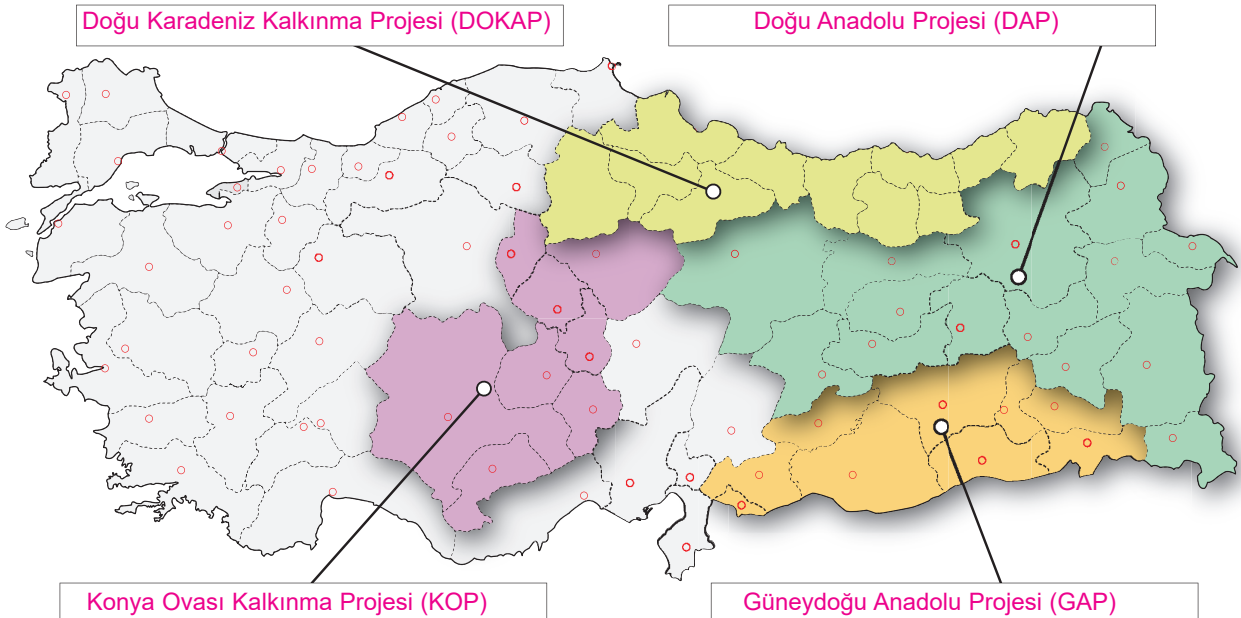 Doğu Karadeniz Kalkınma Projesi (DOKAP)
Doğu Anadolu Projesi (DAP)
Konya Ovası Kalkınma Projesi (KOP)
Güneydoğu Anadolu Projesi (GAP)